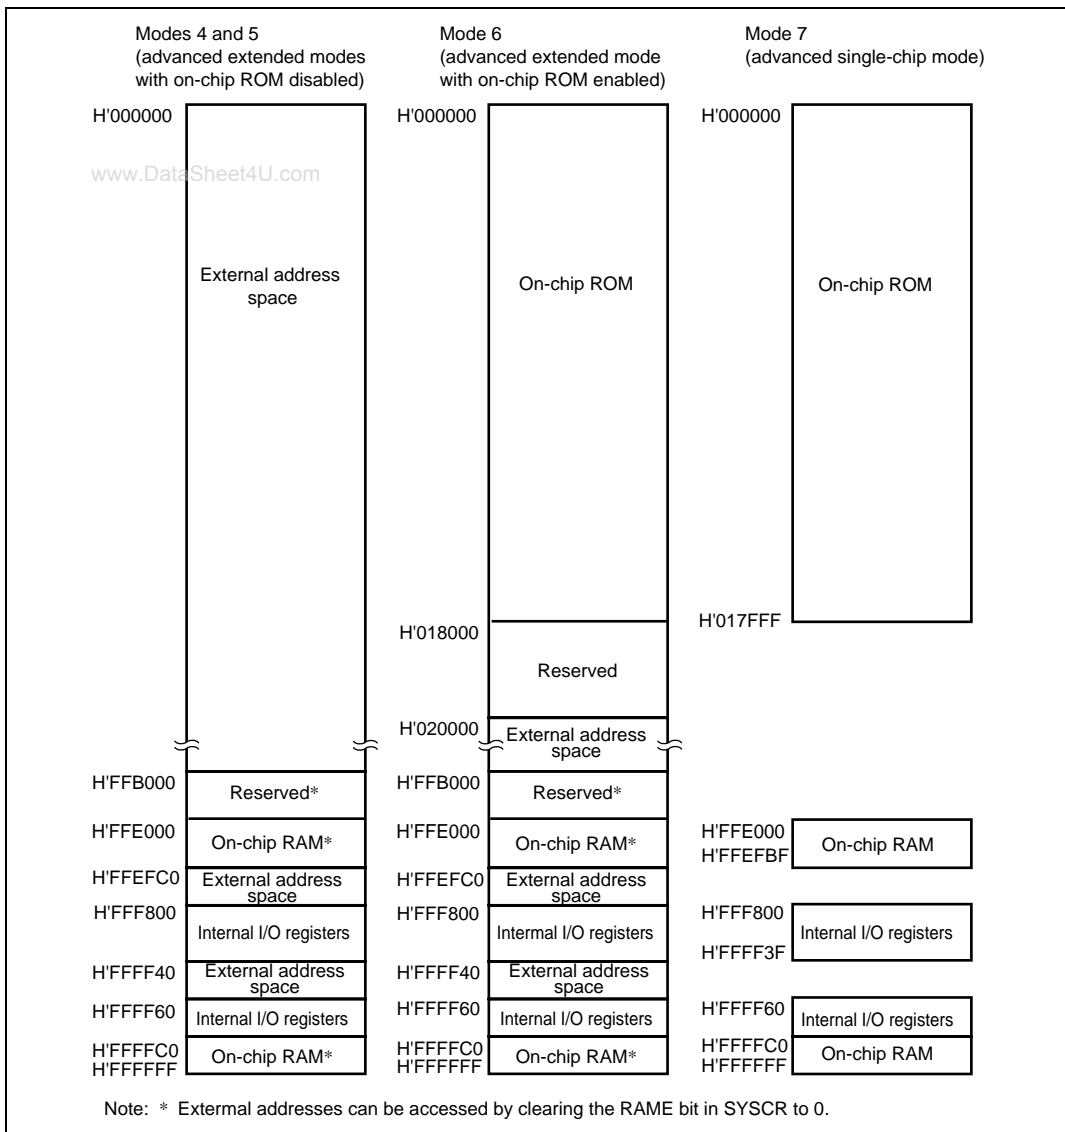 Modes 4 and 5
(advanced extended modes
with on-chip ROM disabled)
H'000000
www.DataSheet4U.com
External address
space
H'FFB000
Reserved*
H'FFE000
On-chip RAM*
H'FFEFC0
External address
space
H'FFF800
Internal I/O registers
H'FFFF40
External address
space
H'FFFF60
Internal I/O registers
H'FFFFC0
On-chip RAM*
H'FFFFFF
Mode 6
(advanced extended mode
with on-chip ROM enabled)
H'000000
On-chip ROM
H'018000
Reserved
H'020000
External address
space
H'FFB000
Reserved*
H'FFE000
On-chip RAM*
H'FFEFC0
External address
space
H'FFF800
Intermal I/O registers
H'FFFF40
External address
space
H'FFFF60
Internal I/O registers
H'FFFFC0
On-chip RAM*
H'FFFFFF
Mode 7
(advanced single-chip mode)
H'000000
On-chip ROM
H'017FFF
H'FFE000
On-chip RAM
H'FFEFBF
H'FFF800
Internal I/O registers
H'FFFF3F
H'FFFF60
Internal I/O registers
H'FFFFC0
On-chip RAM
H'FFFFFF
Note: * Extermal addresses can be accessed by clearing the RAME bit in SYSCR to 0.